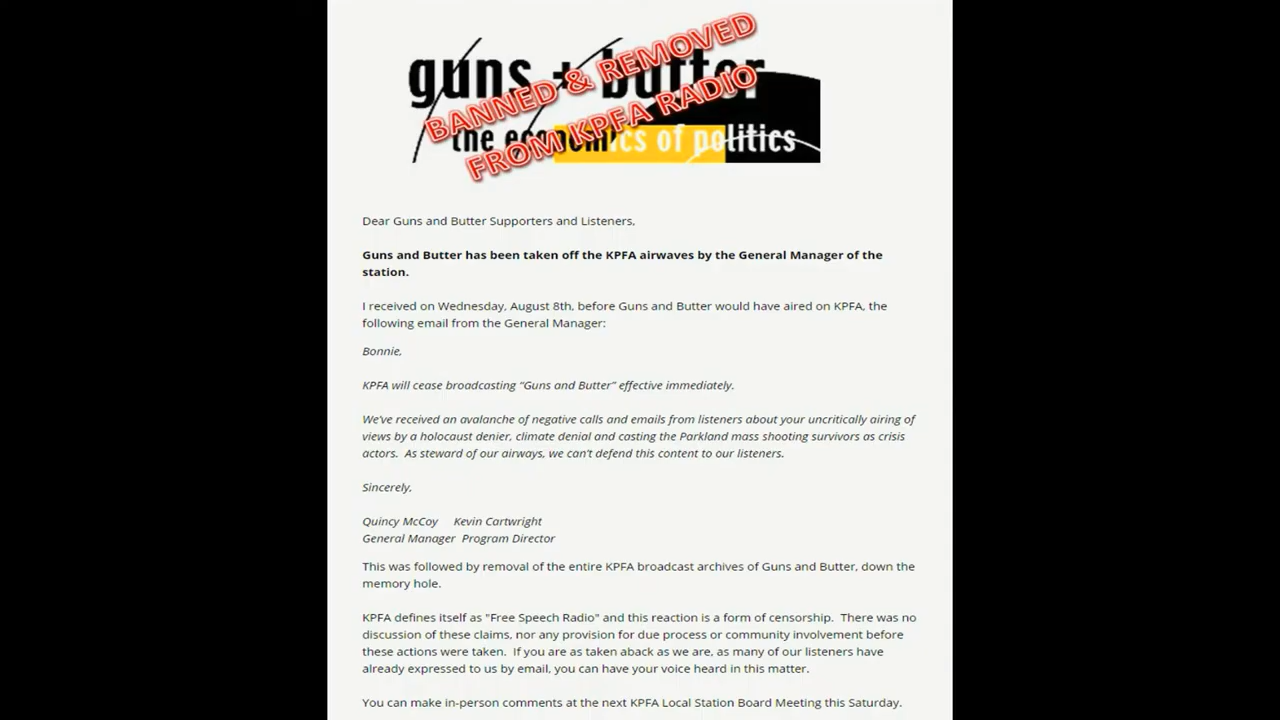 guns + butter
BANNED & REMOVED
FROM KPFA RADIO
the economics of politics
Dear Guns and Butter Supporters and Listeners,
Guns and Butter has been taken off the KPFA airwaves by the General Manager of the
station.
I received on Wednesday, August 8th, before Guns and Butter would have aired on KPFA, the
following email from the General Manager:
Bonnie,
KPFA will cease broadcasting “Guns and Butter” effective immediately.
We've received an avalanche of negative calls and emails from listeners about your uncritically airing of
views by a holocaust denier, climate denial and casting the Parkland mass shooting survivors as crisis
actors.  As steward of our airways, we can't defend this content to our listeners.
Sincerely,
Quincy McCoy    Kevin Cartwright
General Manager  Program Director
This was followed by removal of the entire KPFA broadcast archives of Guns and Butter, down the
memory hole.
KPFA defines itself as "Free Speech Radio" and this reaction is a form of censorship.  There was no
discussion of these claims, nor any provision for due process or community involvement before
these actions were taken.  If you are as taken aback as we are, as many of our listeners have
already expressed to us by email, you can have your voice heard in this matter.
You can make in-person comments at the next KPFA Local Station Board Meeting this Saturday.